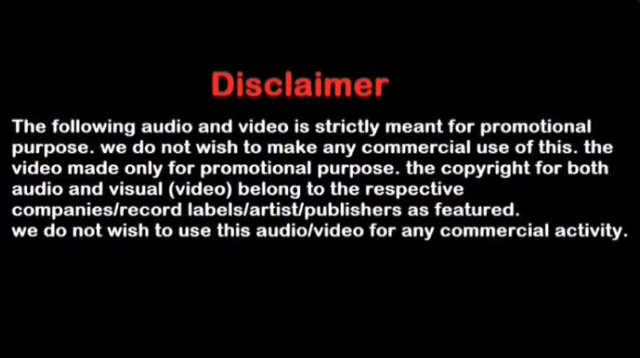 Disclaimer
The following audio and video is strictly meant for promotional
purpose. we do not wish to make any commercial use of this. the
video made only for promotional purpose. the copyright for both
audio and visual (video) belong to the respective
companies/record labels/artist/publishers as featured.
we do not wish to use this audio/video for any commercial activity.